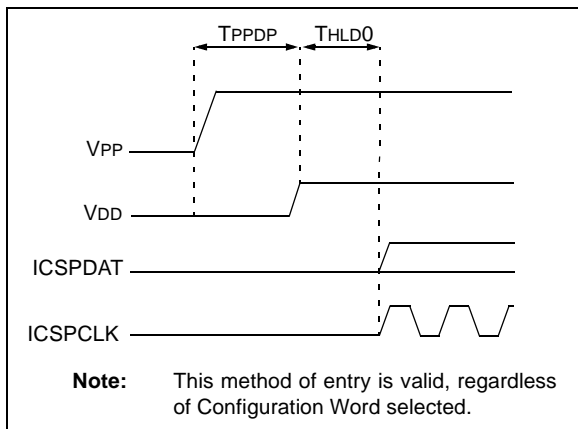 TPPDP THLD0
VPP
VDD
ICSPDAT
ICSPCLK
Note: This method of entry is valid, regardless
of Configuration Word selected.